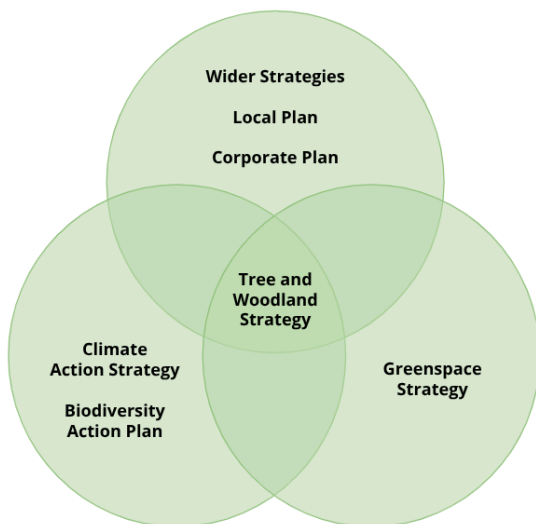 Wider Strategies
Local Plan
Corporate Plan
Tree and
Woodland
Strategy
Climate
Action Strategy
Biodiversity
Action Plan
Greenspace
Strategy